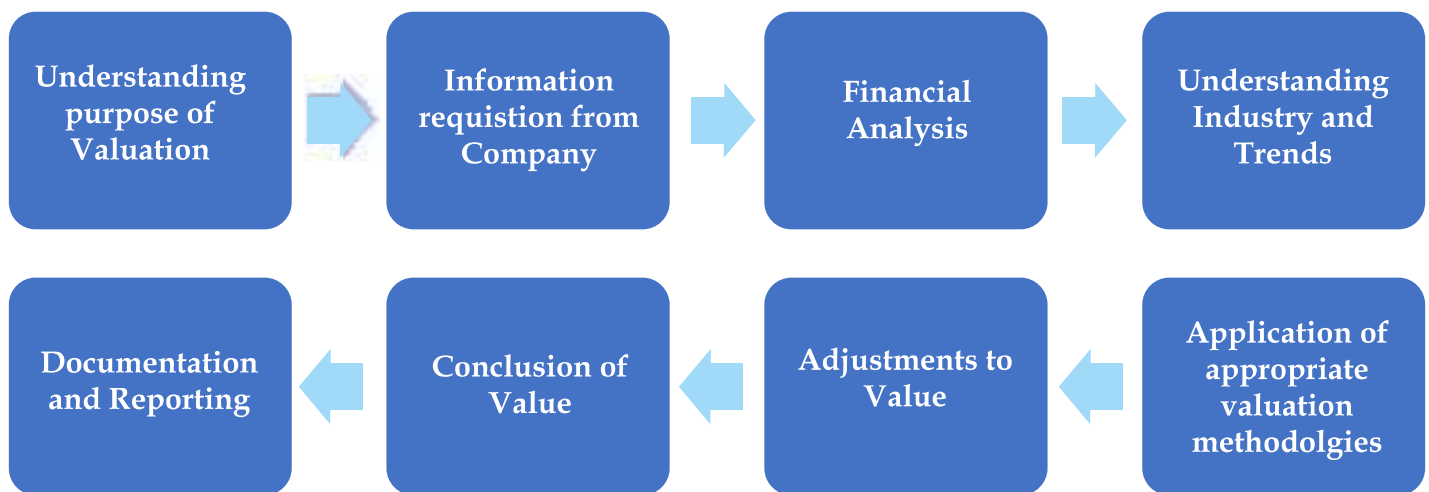 Understanding
purpose of
Valuation
Information
requistion from
Company
Financial
Analysis
Understanding
Industry and
Trends
Application of
appropriate
valuation
methodolgies
Adjustments to
Value
Conclusion of
Value
Documentation
and Reporting